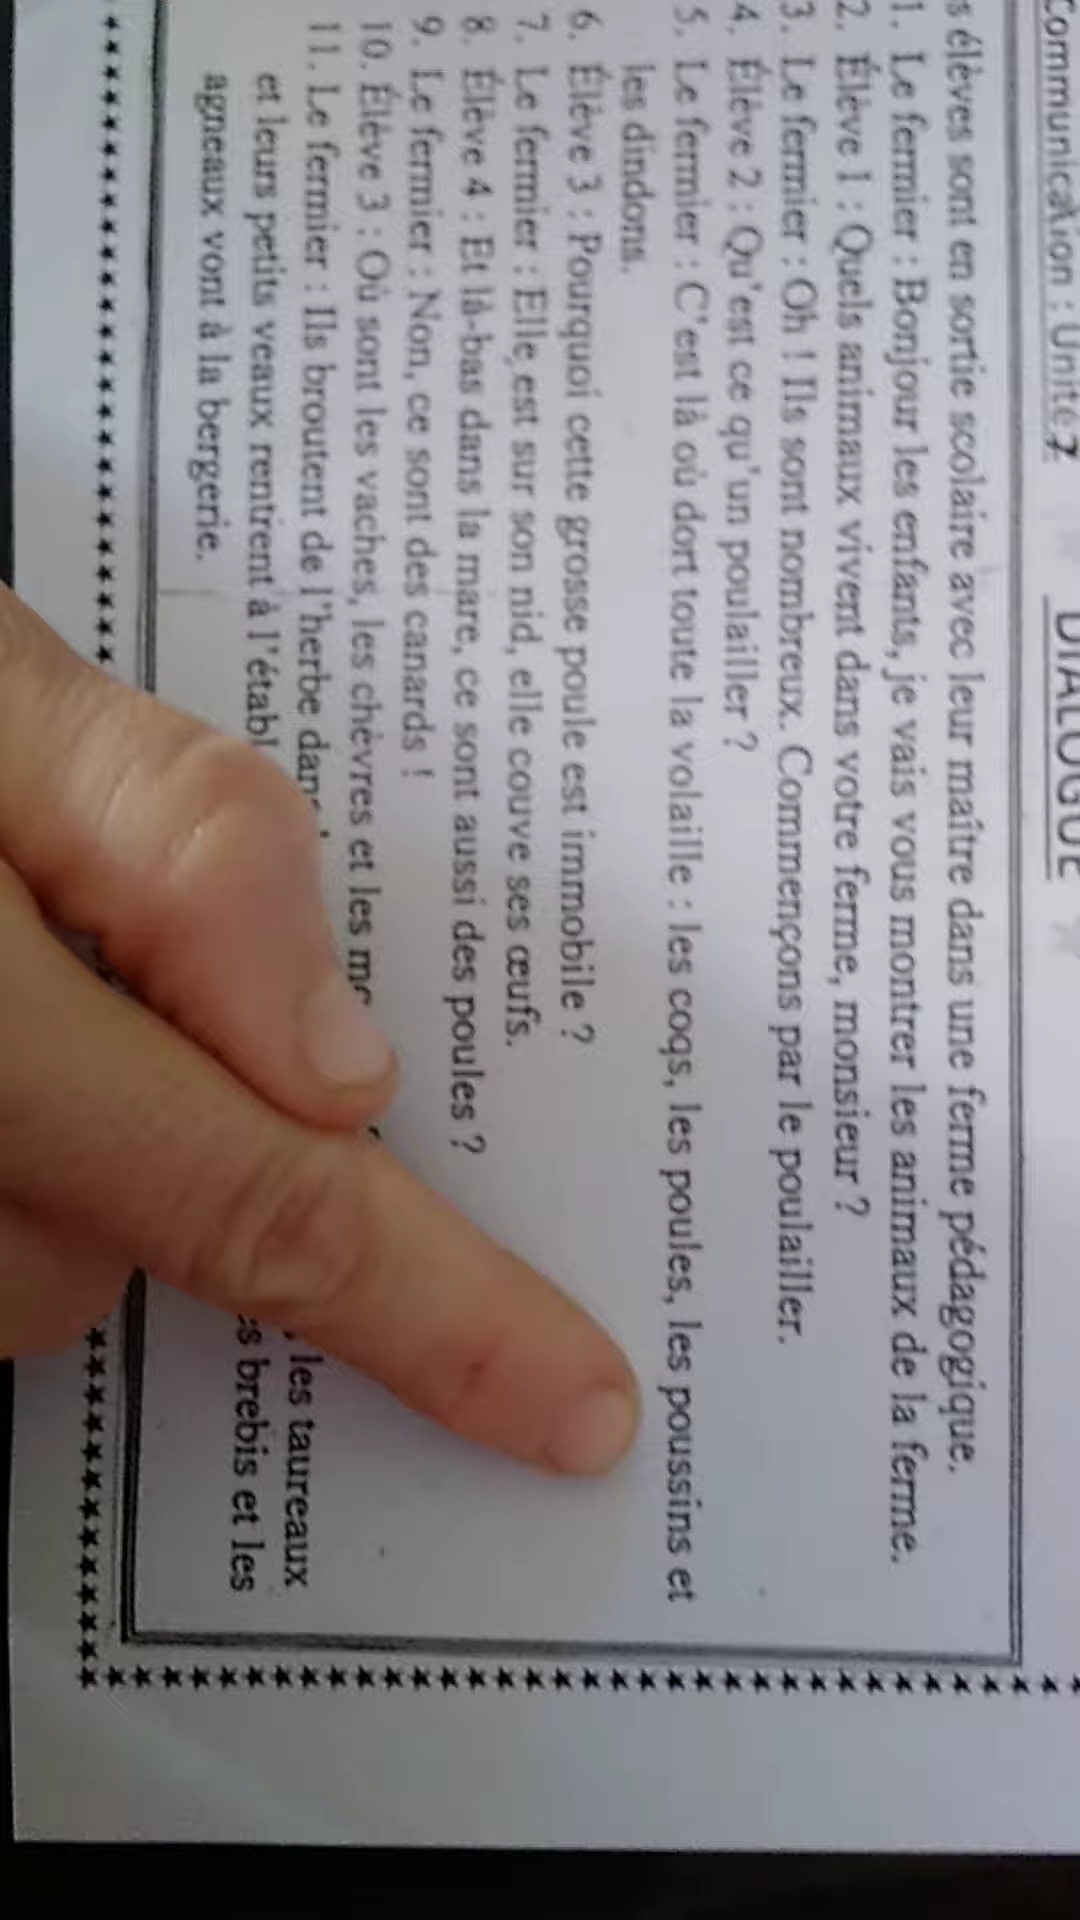 Communication : Unité 7
DIALOGUE
s élèves sont en sortie scolaire avec leur maître dans une ferme pédagogique.
1. Le fermier : Bonjour les enfants, je vais vous montrer les animaux de la ferme.
2. Élève 1 : Quels animaux vivent dans votre ferme, monsieur ?
3. Le fermier : Oh ! Ils sont nombreux. Commençons par le poulailler.
4. Élève 2 : Qu'est ce qu'un poulailler ?
5. Le fermier : C'est là où dort toute la volaille : les coqs, les poules, les poussins et
les dindons.
6. Élève 3 : Pourquoi cette grosse poule est immobile ?
7. Le fermier : Elle est sur son nid, elle couve ses œufs.
8. Élève 4 : Et là-bas dans la mare, ce sont aussi des poules ?
9. Le fermier : Non, ce sont des canards !
10. Élève 3 : Où sont les vaches, les chèvres et les
11. Le fermier : Ils broutent de l'herbe dans les taureaux
et leurs petits veaux rentrent à l'établ es brebis et les
agneaux vont à la bergerie.